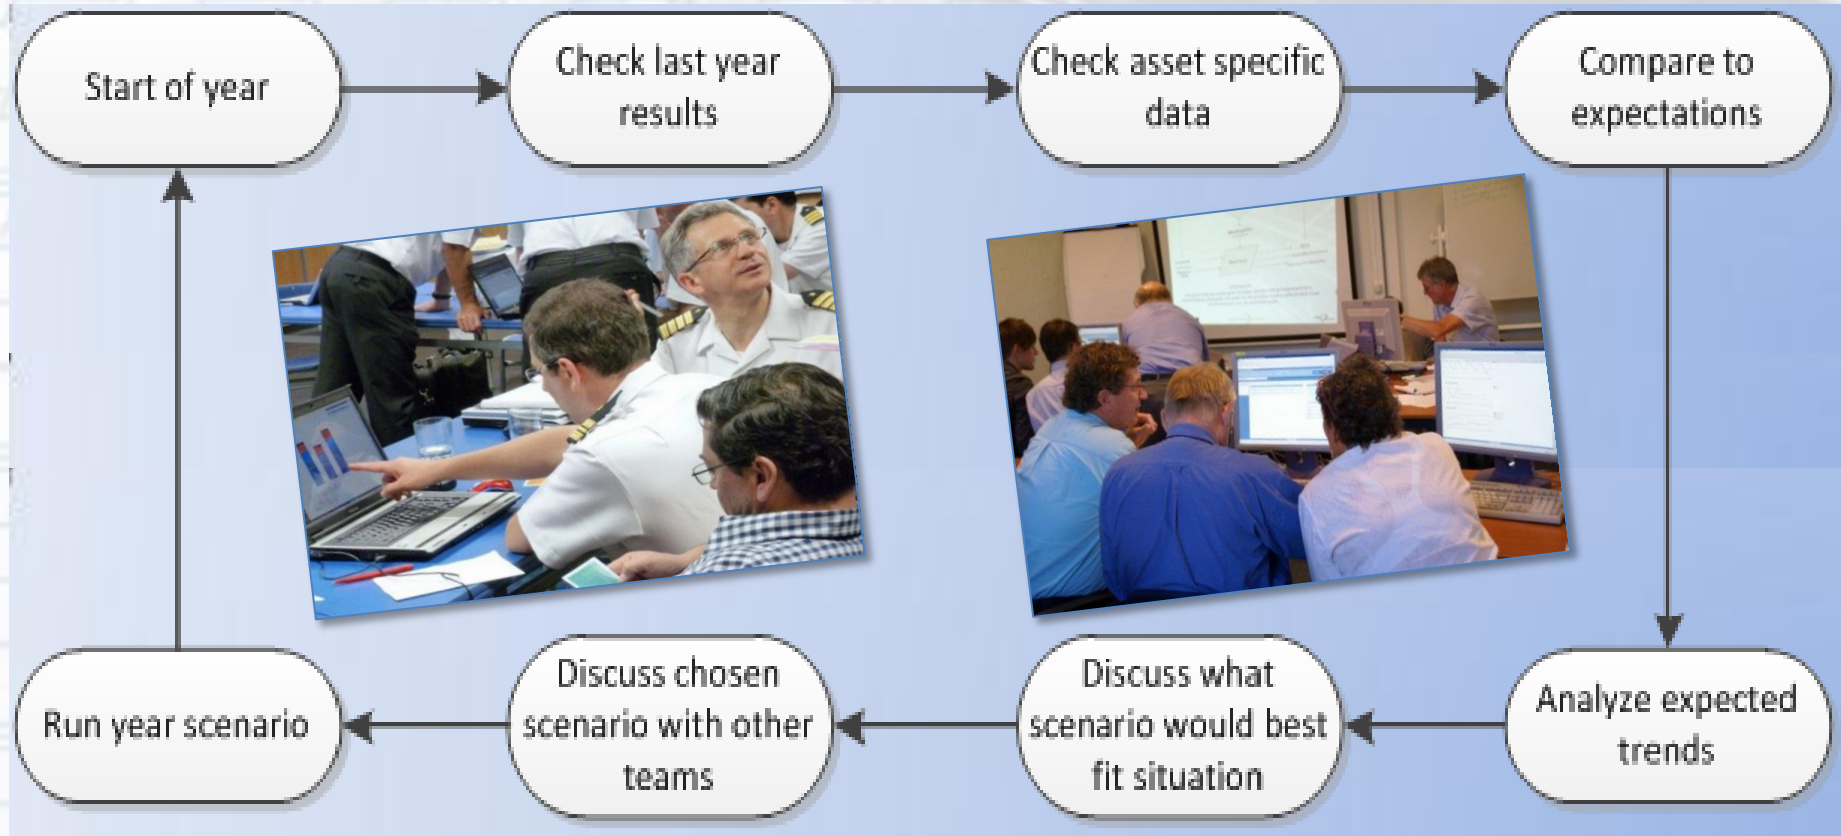 Start of year
Check last year
results
Check asset specific
data
Compare to
expectations
Analyze expected
trends
Discuss what
scenario would best
fit situation
Discuss chosen
scenario with other
teams
Run year scenario